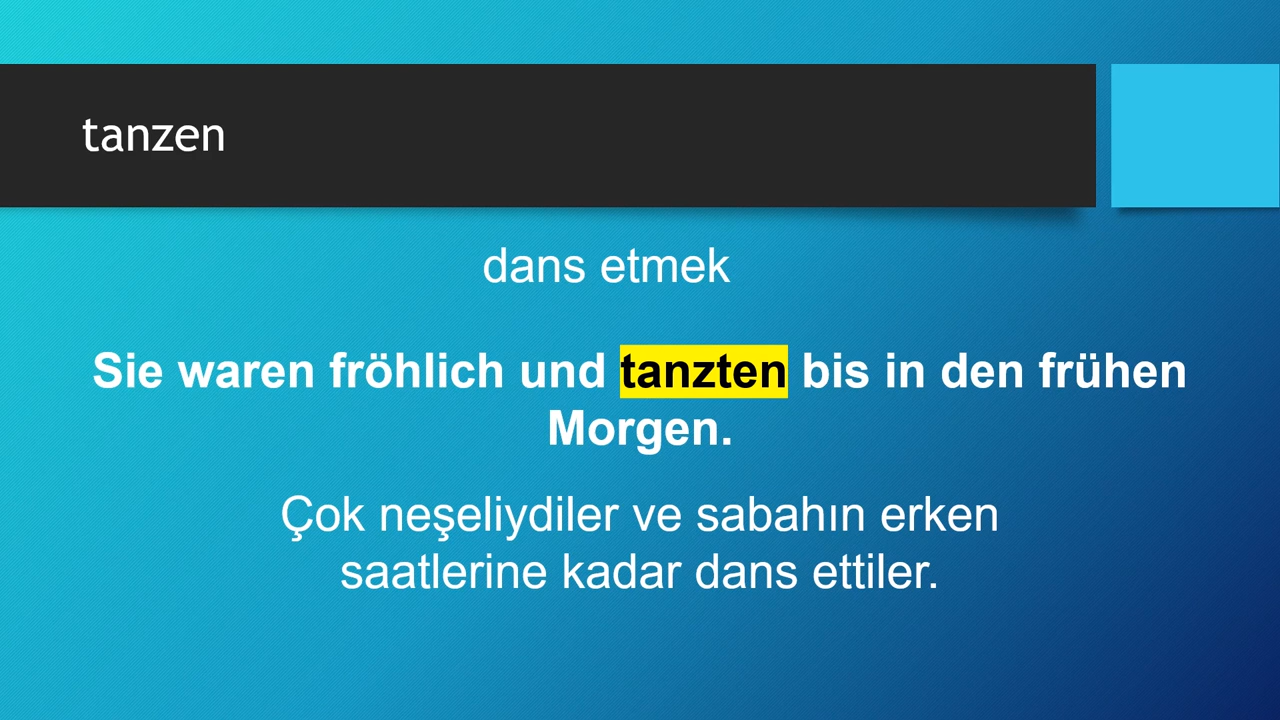 tanzen
dans etmek
Sie waren fröhlich und tanzten bis in den frühen
Morgen.
Çok neşeliydiler ve sabahın erken
saatlerine kadar dans ettiler.